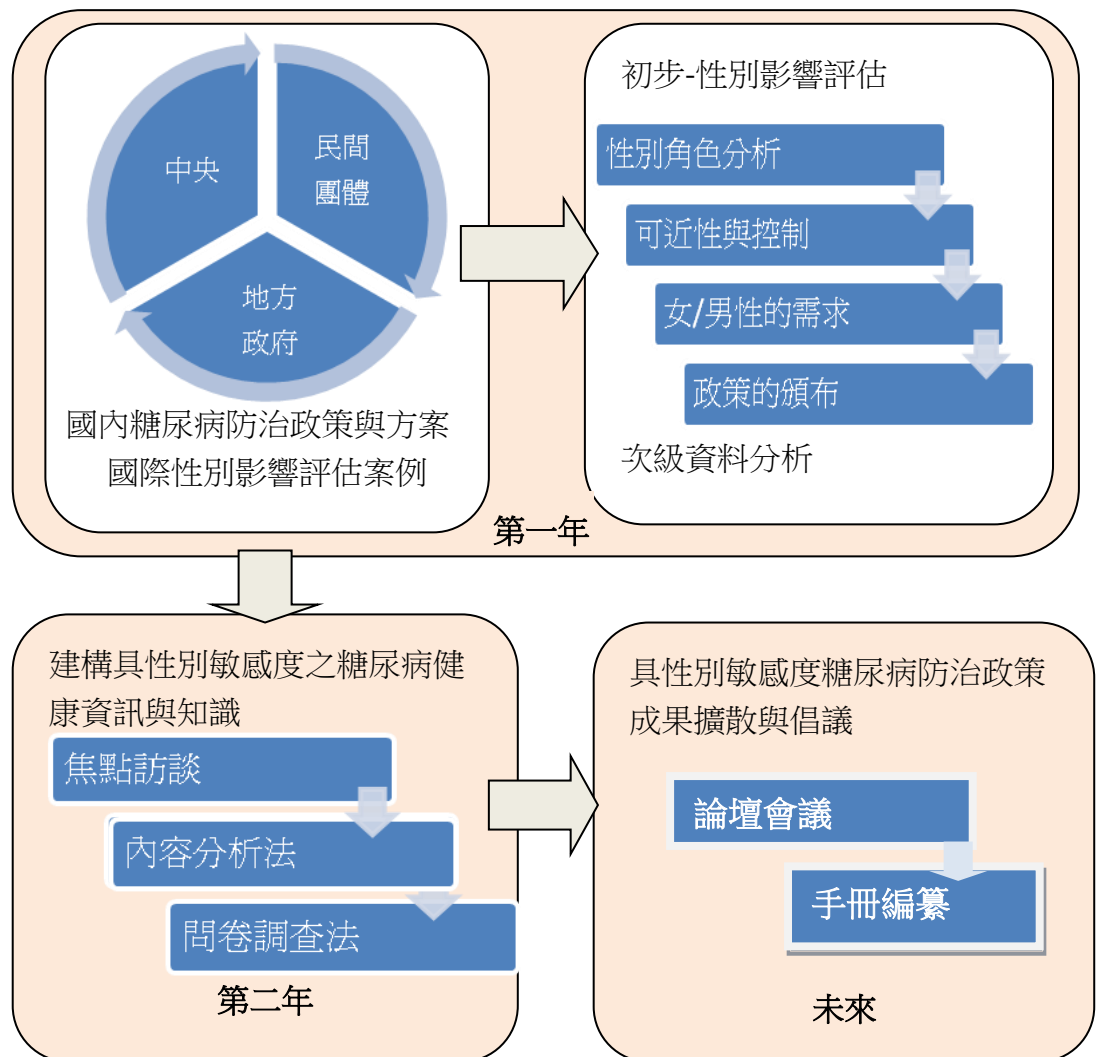 中央
民間
團體
地方
政府
國內糖尿病防治政策與方案
國際性別影響評估案例
初步-性別影響評估
性別角色分析
可近性與控制
女/男性的需求
政策的頒布
次級資料分析
第一年
建構具性別敏感度之糖尿病健
康資訊與知識
焦點訪談
內容分析法
問卷調查法
第二年
具性別敏感度糖尿病防治政策
成果擴散與倡議
論壇會議
手冊編纂
未來